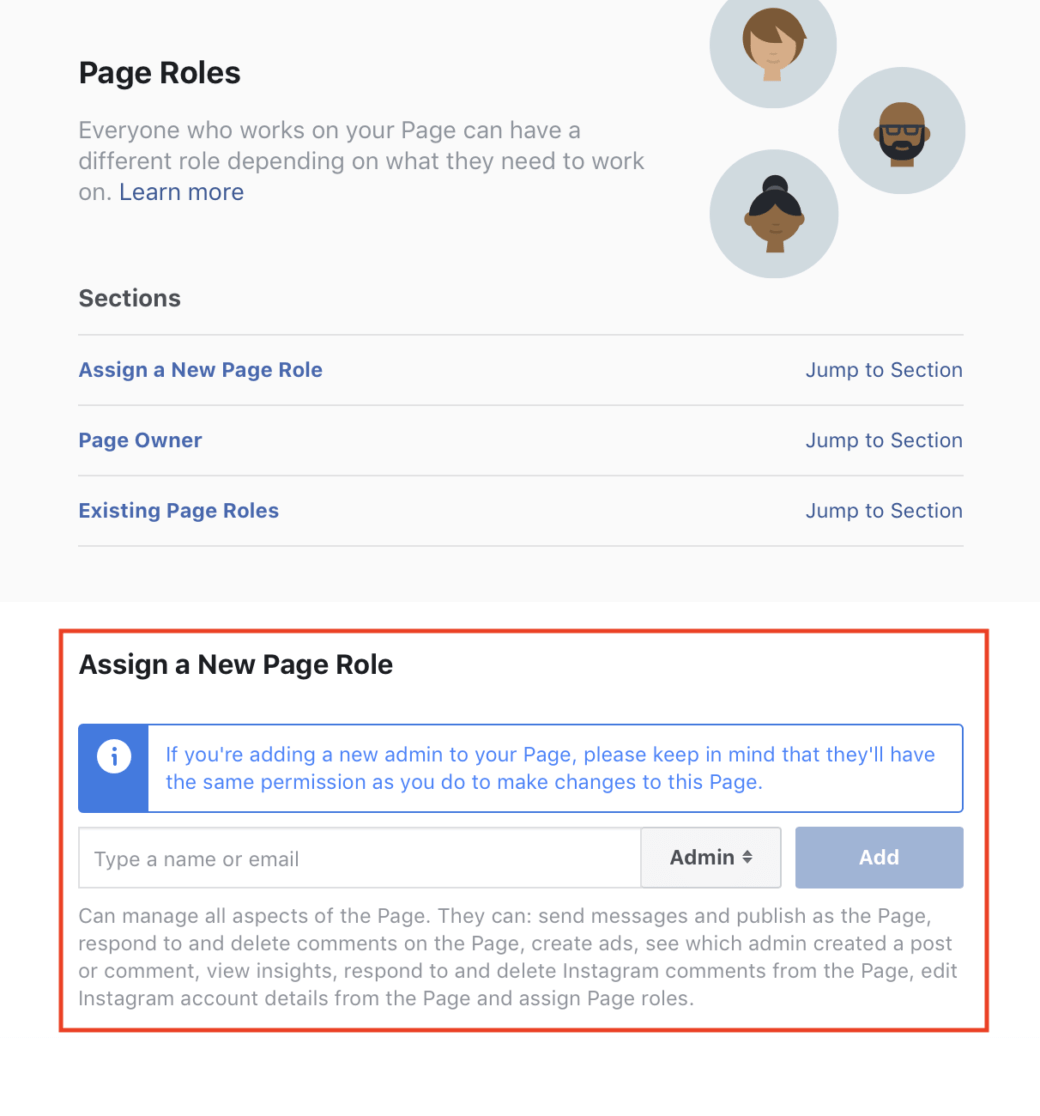 Page Roles
Everyone who works on your Page can have a
different role depending on what they need to work
on. Learn more
Sections
Assign a New Page Role Jump to Section
Page Owner Jump to Section
Existing Page Roles Jump to Section
Assign a New Page Role
If you're adding a new admin to your Page, please keep in mind that they'll have
the same permission as you do to make changes to this Page.
Type a name or email Admin Add
Can manage all aspects of the Page. They can: send messages and publish as the Page,
respond to and delete comments on the Page, create ads, see which admin created a post
or comment, view insights, respond to and delete Instagram comments from the Page, edit
Instagram account details from the Page and assign Page roles.